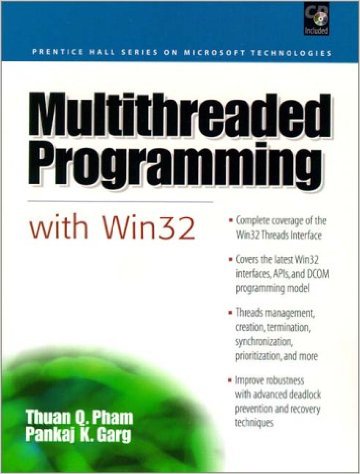 CD
Included
PRENTICE HALL SERIES ON MICROSOFT TECHNOLOGIES
Multithreaded
Programming
with Win32
Complete coverage of the
Win32 Threads Interface
Covers the latest Win32
interfaces, APIs, and DCOM
programming model
Threads management,
creation, termination,
synchronization,
prioritization, and more
Improve robustness
with advanced deadlock
prevention and recovery
techniques
Thuan Q. Pham
Pankaj K. Garg